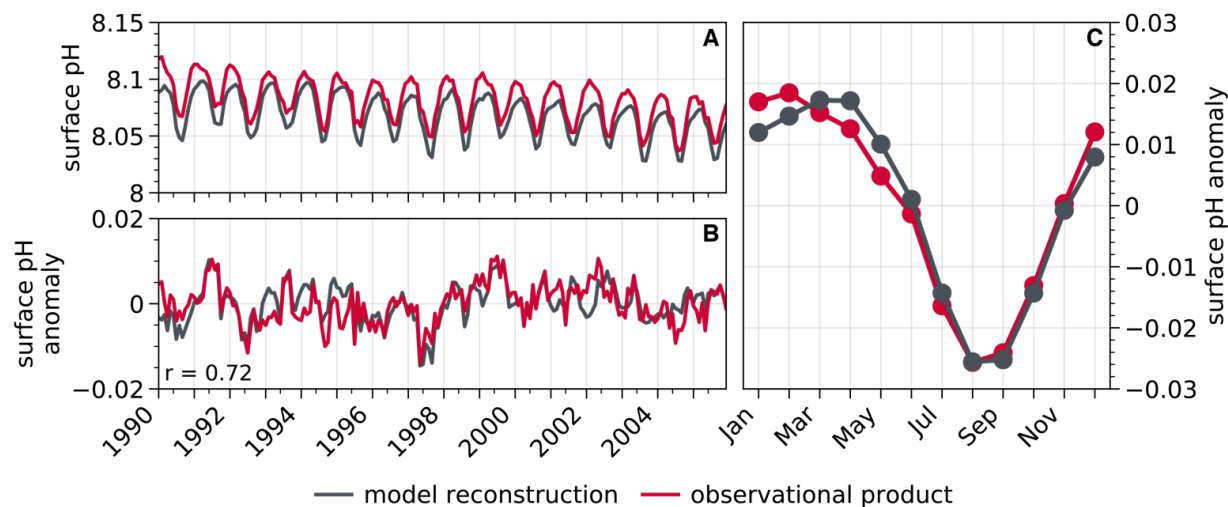 8.15
8.1
8.05
8
surface pH
A
0.02
0
−0.02
surface pH
anomaly
B
r = 0.72
1990
1992
1994
1996
1998
2000
2002
2004
C
0.03
0.02
0.01
0
−0.01
−0.02
−0.03
surface pH anomaly
Jan
Mar
May
Jul
Sep
Nov
model reconstruction
observational product